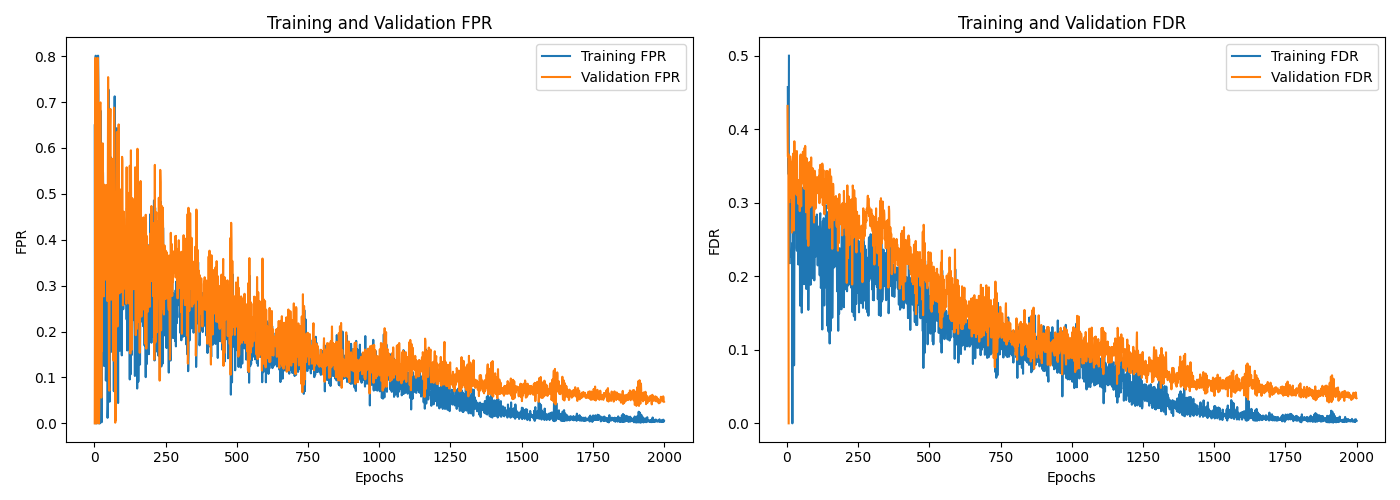 Training and Validation FPR
Training FPR
Validation FPR
FPR
0.8
0.7
0.6
0.5
0.4
0.3
0.2
0.1
0.0
0 250 500 750 1000 1250 1500 1750 2000
Epochs
Training and Validation FDR
Training FDR
Validation FDR
FDR
0.5
0.4
0.3
0.2
0.1
0.0
0 250 500 750 1000 1250 1500 1750 2000
Epochs